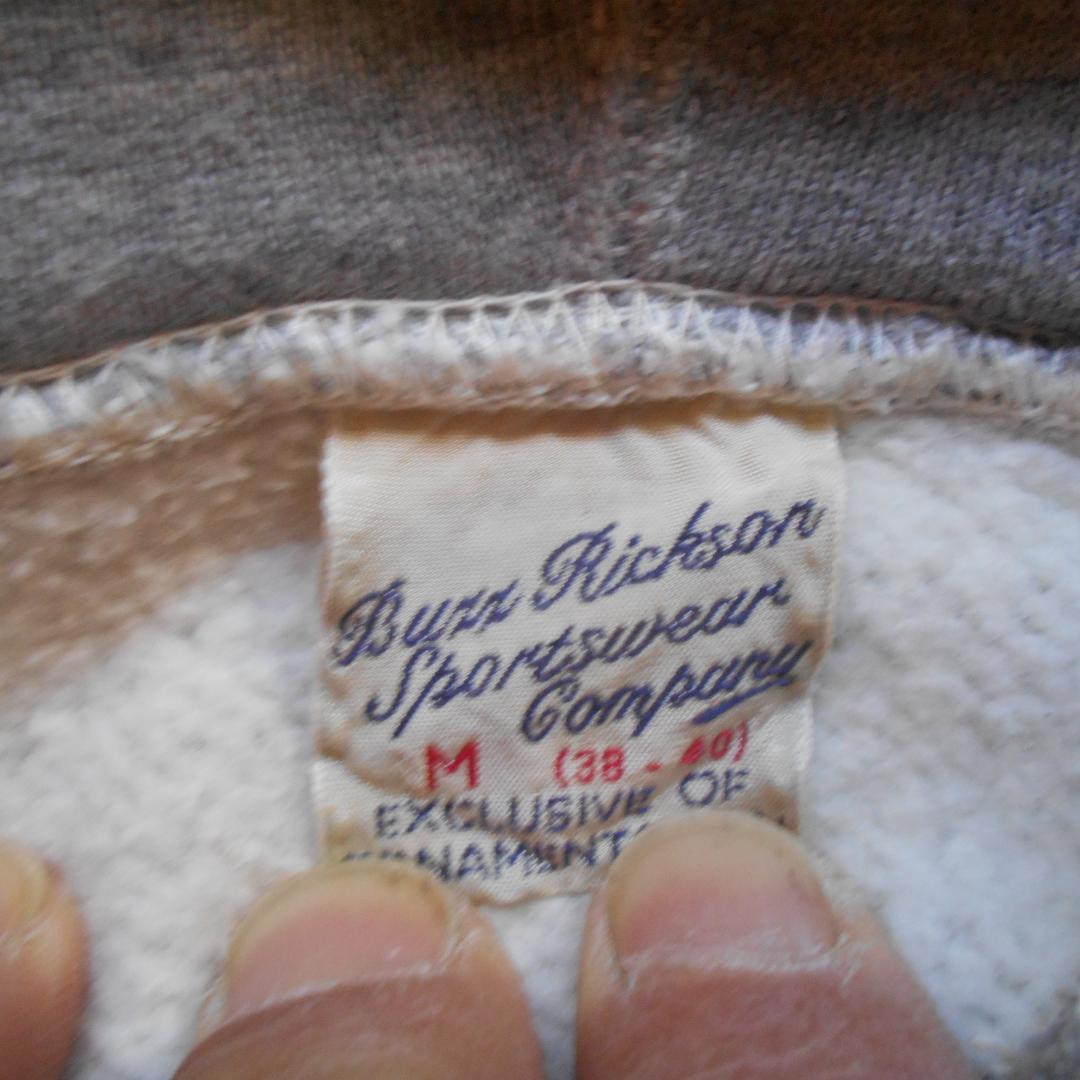 Buzz Rickson
Sportswear
Company
M (38 - 40)
EXCLUSIVE OF